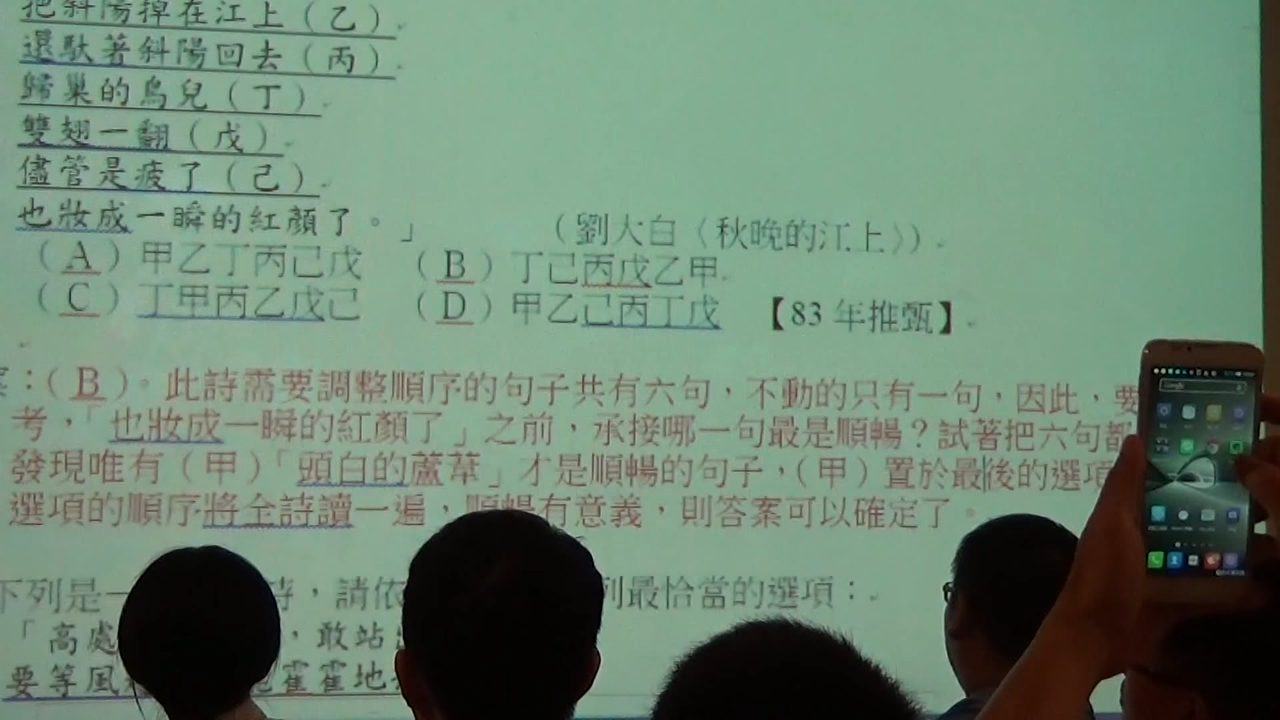 把斜陽掉在江上（乙）
還馱著斜陽回去（丙）
歸巢的鳥兒（丁）
雙翅一翻（戊）
儘管是疲了（己）
也妝成一瞬的紅顏了。」 （劉大白〈秋晚的江上〉）
（A）甲乙丁丙己戊 （B）丁己丙戊乙甲
（C）丁甲丙乙戊己 （D）甲乙己丙丁戊 【83 年推甄】
：（B）。此詩需要調整順序的句子共有六句，不動的只有一句，因此，要
考，「也妝成一瞬的紅顏了」之前，承接哪一句最是順暢？試著把六句都
發現唯有（甲）「頭白的蘆葦」才是順暢的句子，（甲）置於最後的選項
選項的順序將全詩讀一遍，順暢有意義，則答案可以確定了。
下列是一 詩，請依 列最恰當的選項：
「高處 ，敢站
要等風 霍霍地
Google